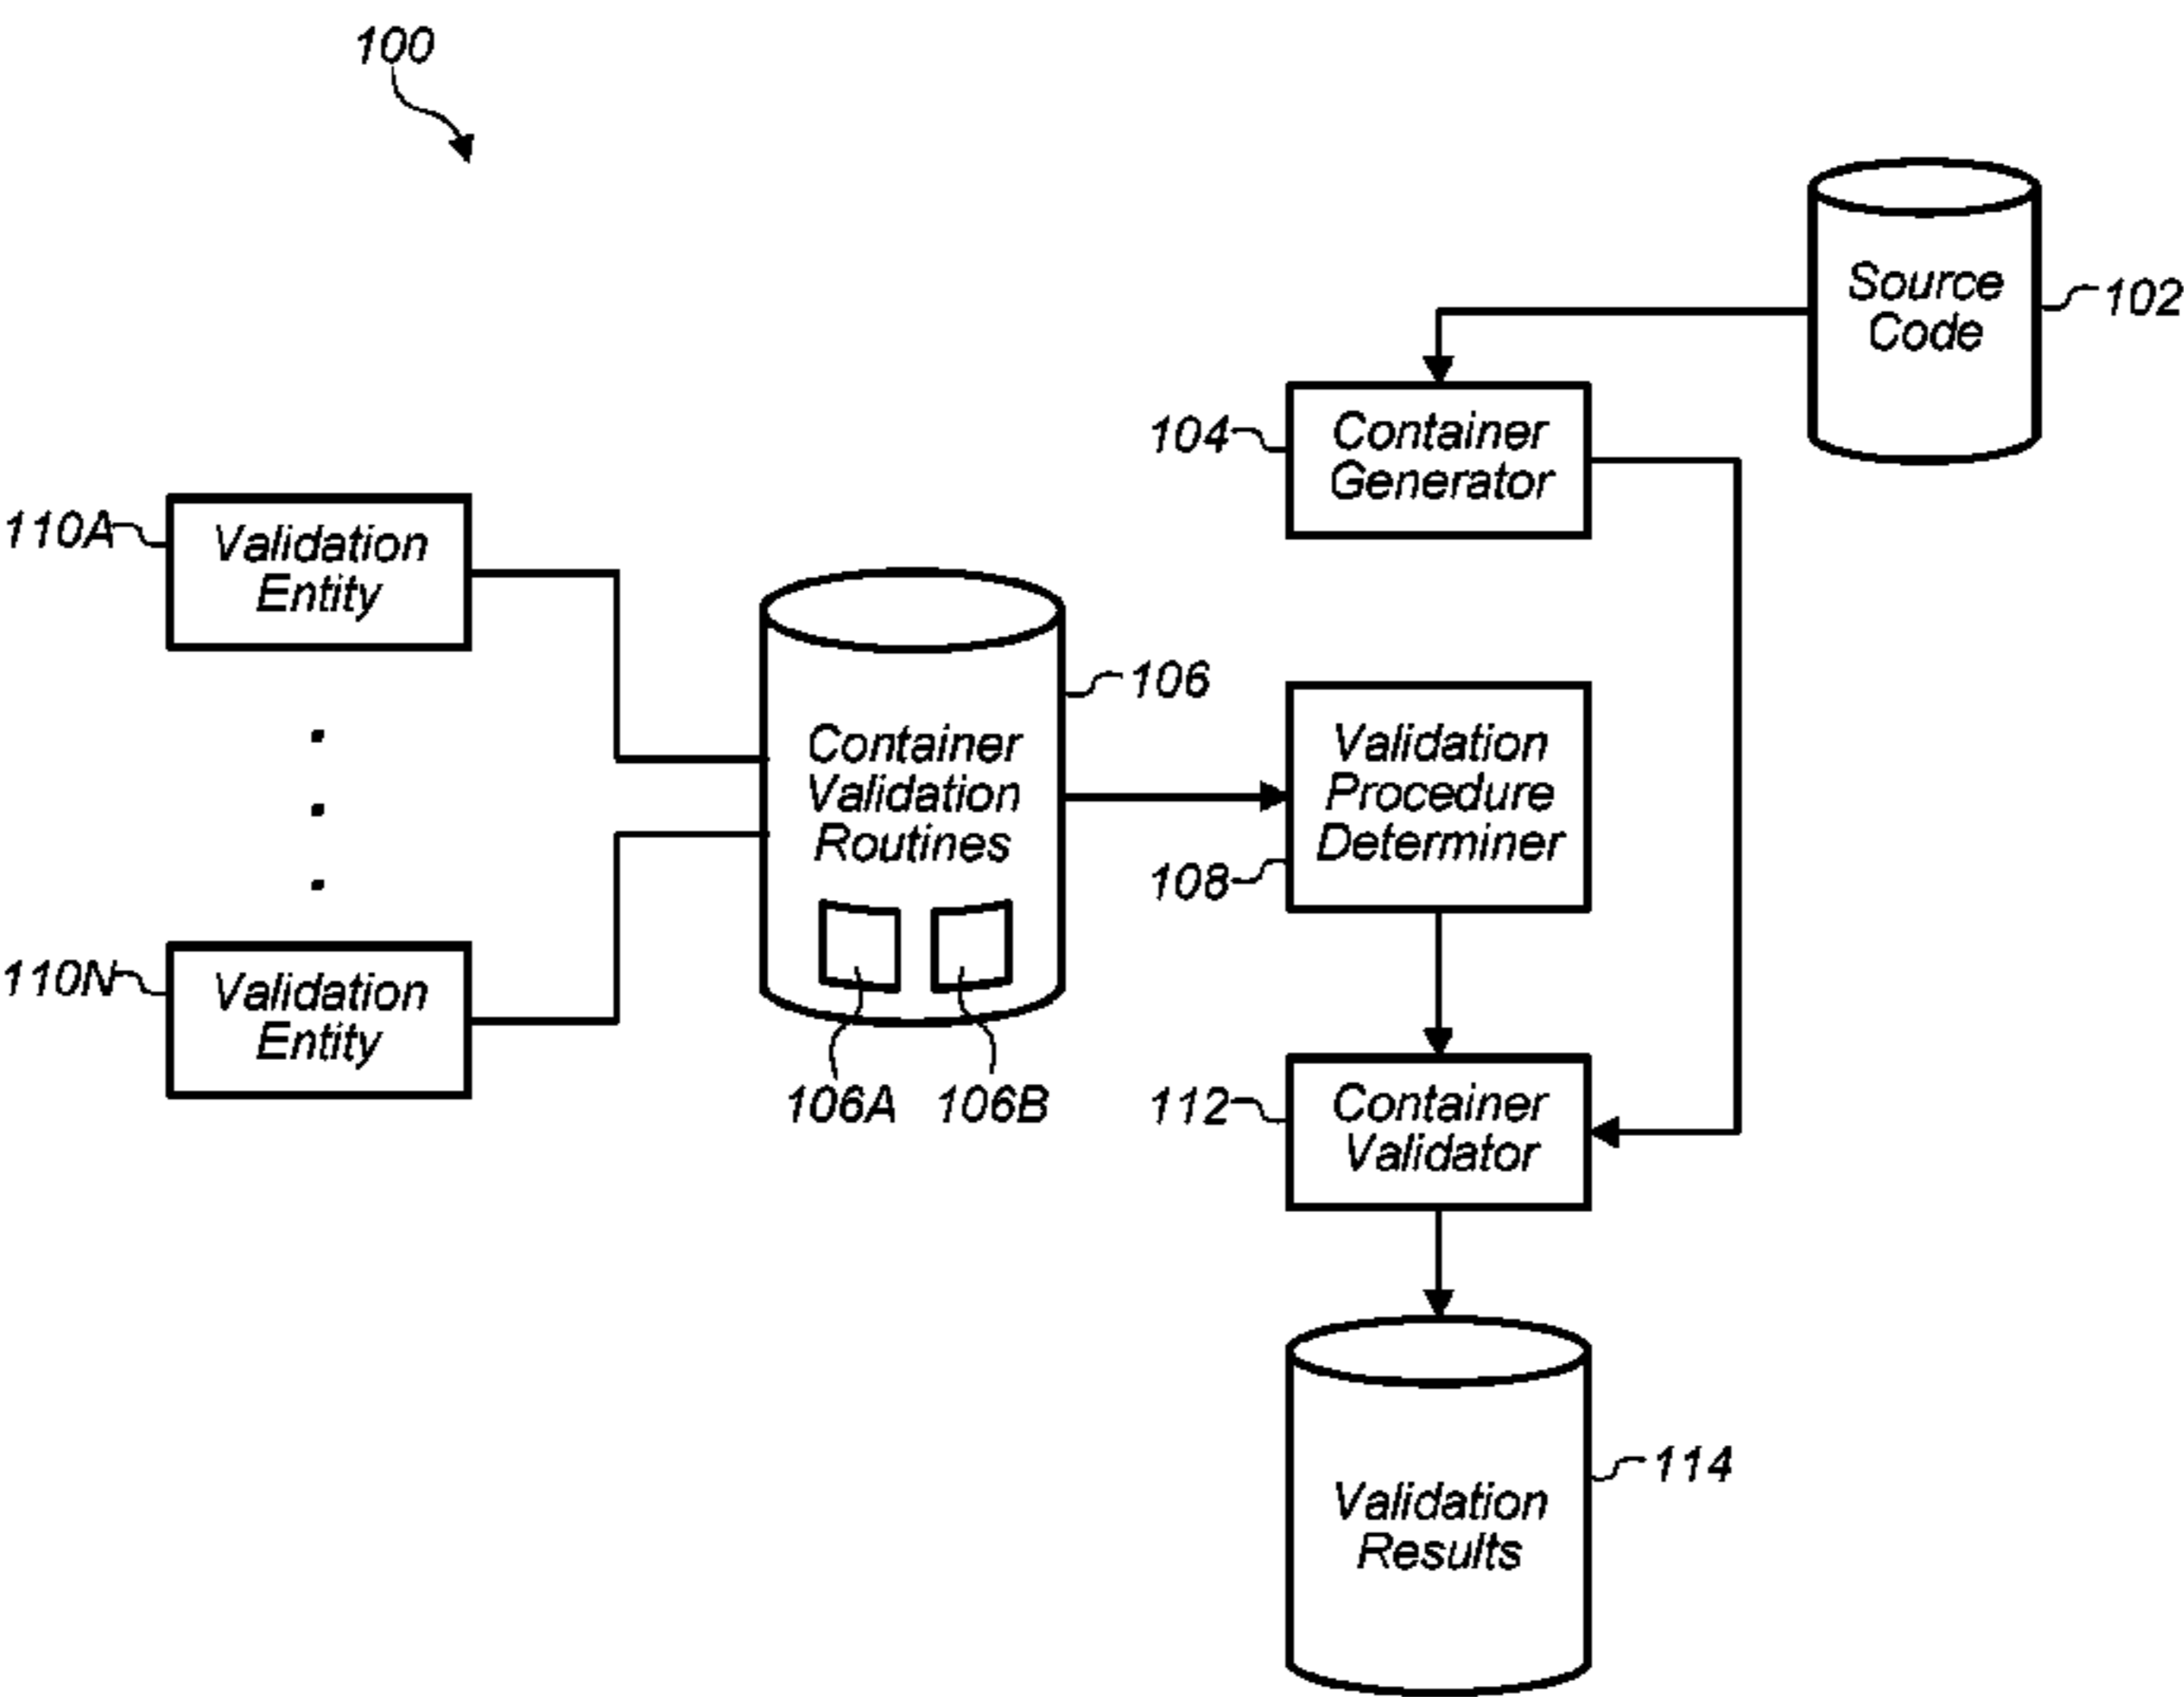 100
Source
Code
102
104
Container
Generator
110A
Validation
Entity
106
Container
Validation
Routines
Validation
Procedure
Determiner
108
110N
Validation
Entity
106A
106B
112
Container
Validator
114
Validation
Results